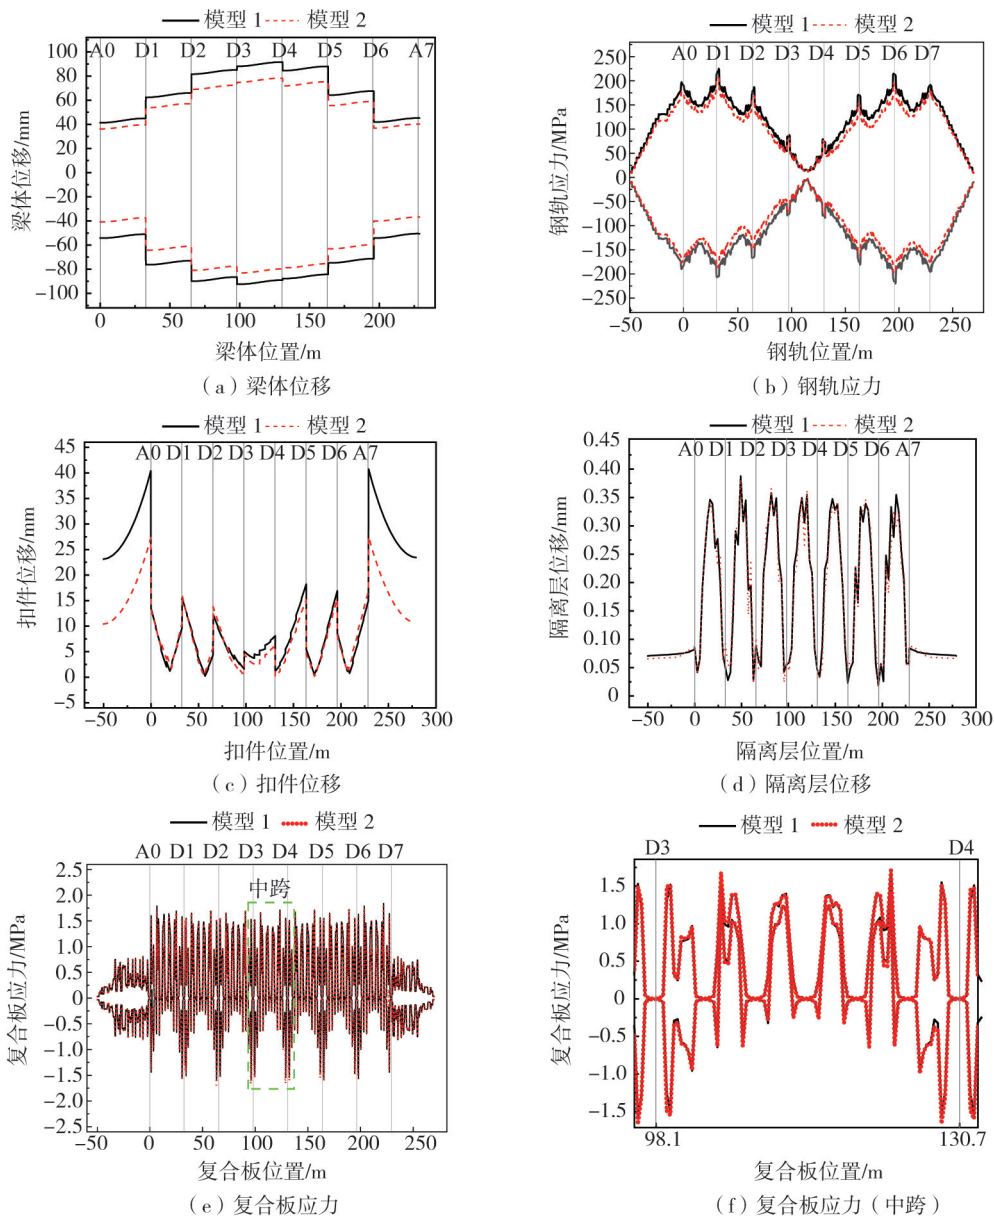 模型 1 模型 2
A0 D1 D2 D3 D4 D5 D6 A7
100
80
60
40
20
0
−20
−40
−60
−80
−100
梁体位移/mm
0 50 100 150 200
梁体位置/m
（a）梁体位移
模型 1 模型 2
A0 D1 D2 D3 D4 D5 D6 D7
250
200
150
100
50
0
−50
−100
−150
−200
−250
钢轨应力/MPa
−50 0 50 100 150 200 250
钢轨位置/m
（b）钢轨应力
模型 1 模型 2
A0 D1 D2 D3 D4 D5 D6 A7
45
40
35
30
25
20
15
10
5
0
−5
扣件位移/mm
−50 0 50 100 150 200 250 300
扣件位置/m
（c）扣件位移
模型 1 模型 2
A0 D1 D2 D3 D4 D5 D6 A7
0.45
0.40
0.35
0.30
0.25
0.20
0.15
0.10
0.05
0
隔离层位移/mm
−50 0 50 100 150 200 250 300
隔离层位置/m
（d）隔离层位移
模型 1 模型 2
A0 D1 D2 D3 D4 D5 D6 D7
中跨
2.5
2.0
1.5
1.0
0.5
0
−0.5
−1.0
−1.5
−2.0
2.5
复合板应力/MPa
−50 0 50 100 150 200 250
复合板位置/m
（e）复合板应力
模型 1 模型 2
D3 D4
1.5
1.0
0.5
0
−0.5
−1.0
−1.5
复合板应力/MPa
98.1 130.7
复合板位置/m
（f）复合板应力（中跨）